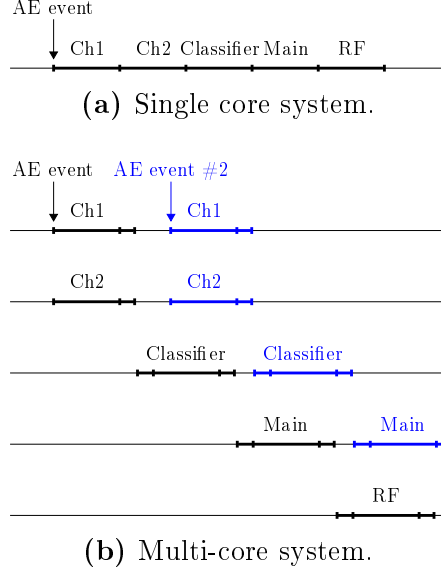 AE event
Ch1 Ch2 Classifier Main RF
(a) Single core system.
AE event AE event #2
Ch1 Ch1
Ch2 Ch2
Classifier Classifier
Main Main
RF
(b) Multi-core system.